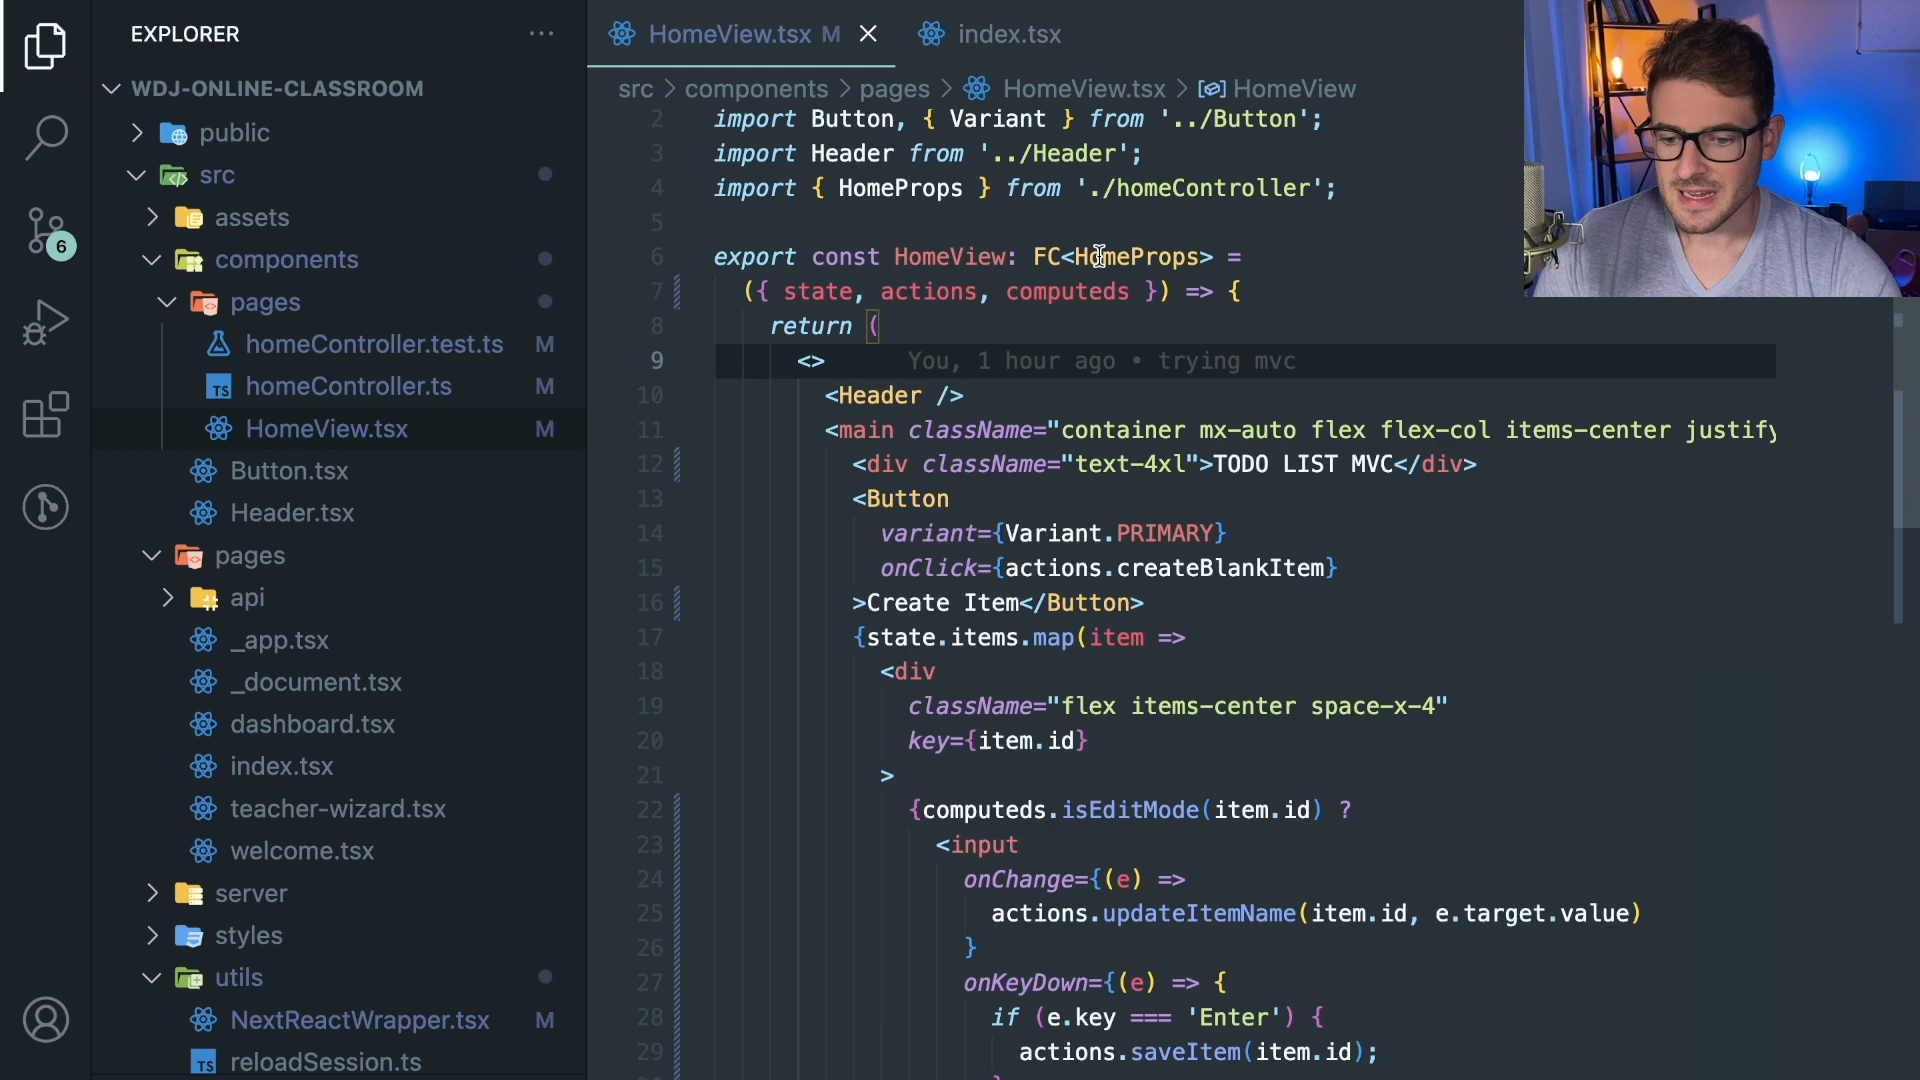 EXPLORER
WDJ-ONLINE-CLASSROOM
public
src
assets
components
pages
homeController.test.ts M
homeController.ts M
HomeView.tsx M
Button.tsx
Header.tsx
pages
api
_app.tsx
_document.tsx
dashboard.tsx
index.tsx
teacher-wizard.tsx
welcome.tsx
server
styles
utils
NextReactWrapper.tsx M
reloadSession.ts
6
HomeView.tsx M
index.tsx
src > components > pages > HomeView.tsx > HomeView
2 import Button, { Variant } from '../Button';
3 import Header from '../Header';
4 import { HomeProps } from './homeController';
5
6 export const HomeView: FC<HomeProps> =
7 ({ state, actions, computeds }) => {
8 return (
9 <> You, 1 hour ago • trying mvc
10 <Header />
11 <main className="container mx-auto flex flex-col items-center justify
12 <div className="text-4xl">TODO LIST MVC</div>
13 <Button
14 variant={Variant.PRIMARY}
15 onClick={actions.createBlankItem}
16 >Create Item</Button>
17 {state.items.map(item =>
18 <div
19 className="flex items-center space-x-4"
20 key={item.id}
21 >
22 {computeds.isEditMode(item.id) ?
23 <input
24 onChange={(e) =>
25 actions.updateItemName(item.id, e.target.value)
26 }
27 onKeyDown={(e) => {
28 if (e.key === 'Enter') {
29 actions.saveItem(item.id);